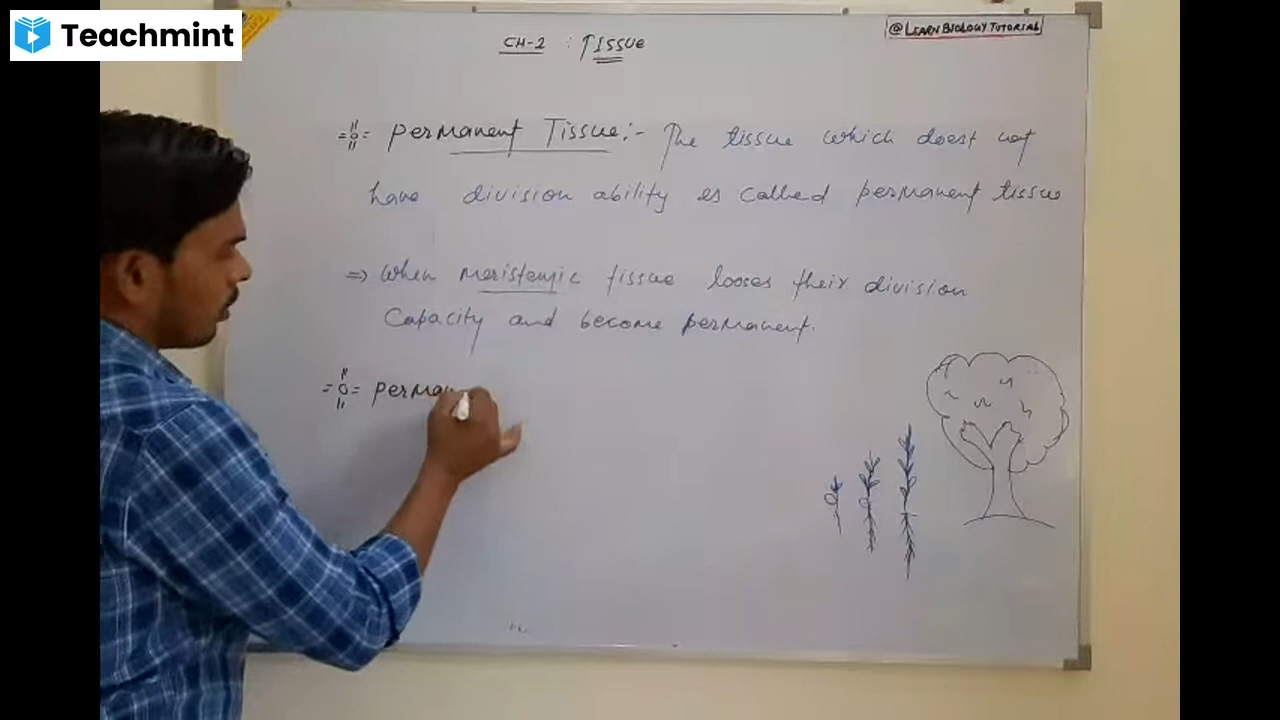 Teachmint
CH-2 : TISSUE
@LEARN BIOLOGY TUTORIAL
Permanent Tissue:- The tissue which doest not
have division ability is called permanent tissue
=> When meristemic tissue looses their division
Capacity and become permanent.
Perman